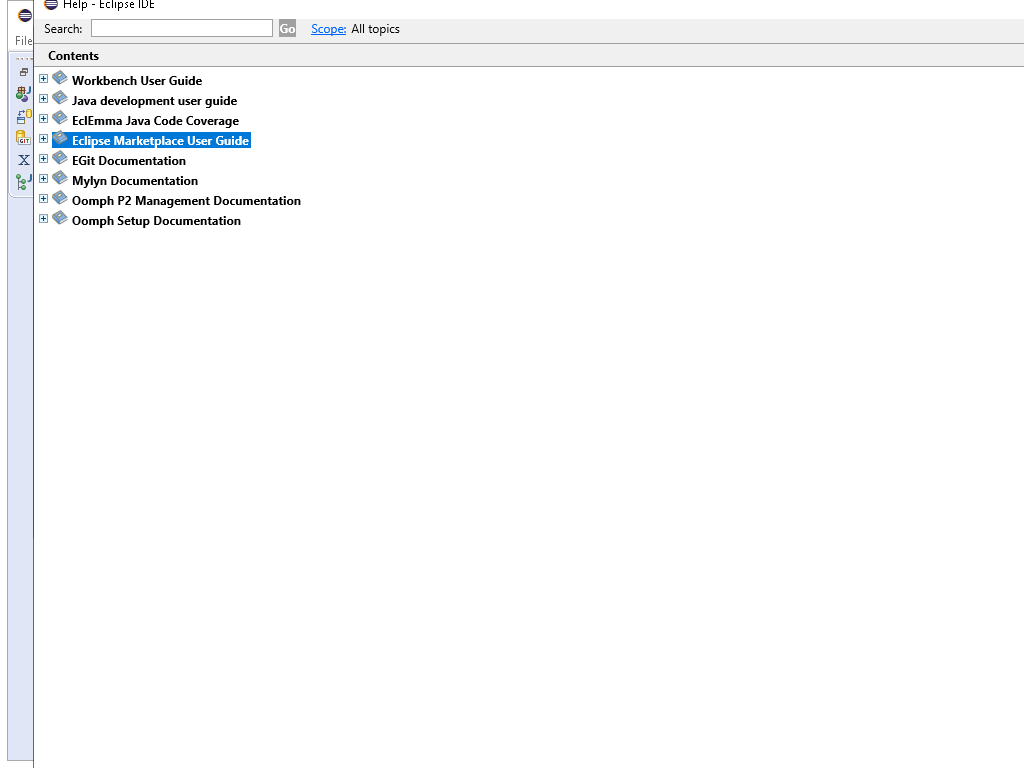 Help - Eclipse IDE
File
Search: Go Scope: All topics
Contents
Workbench User Guide
Java development user guide
EclEmma Java Code Coverage
Eclipse Marketplace User Guide
EGit Documentation
Mylyn Documentation
Oomph P2 Management Documentation
Oomph Setup Documentation
GIT
X